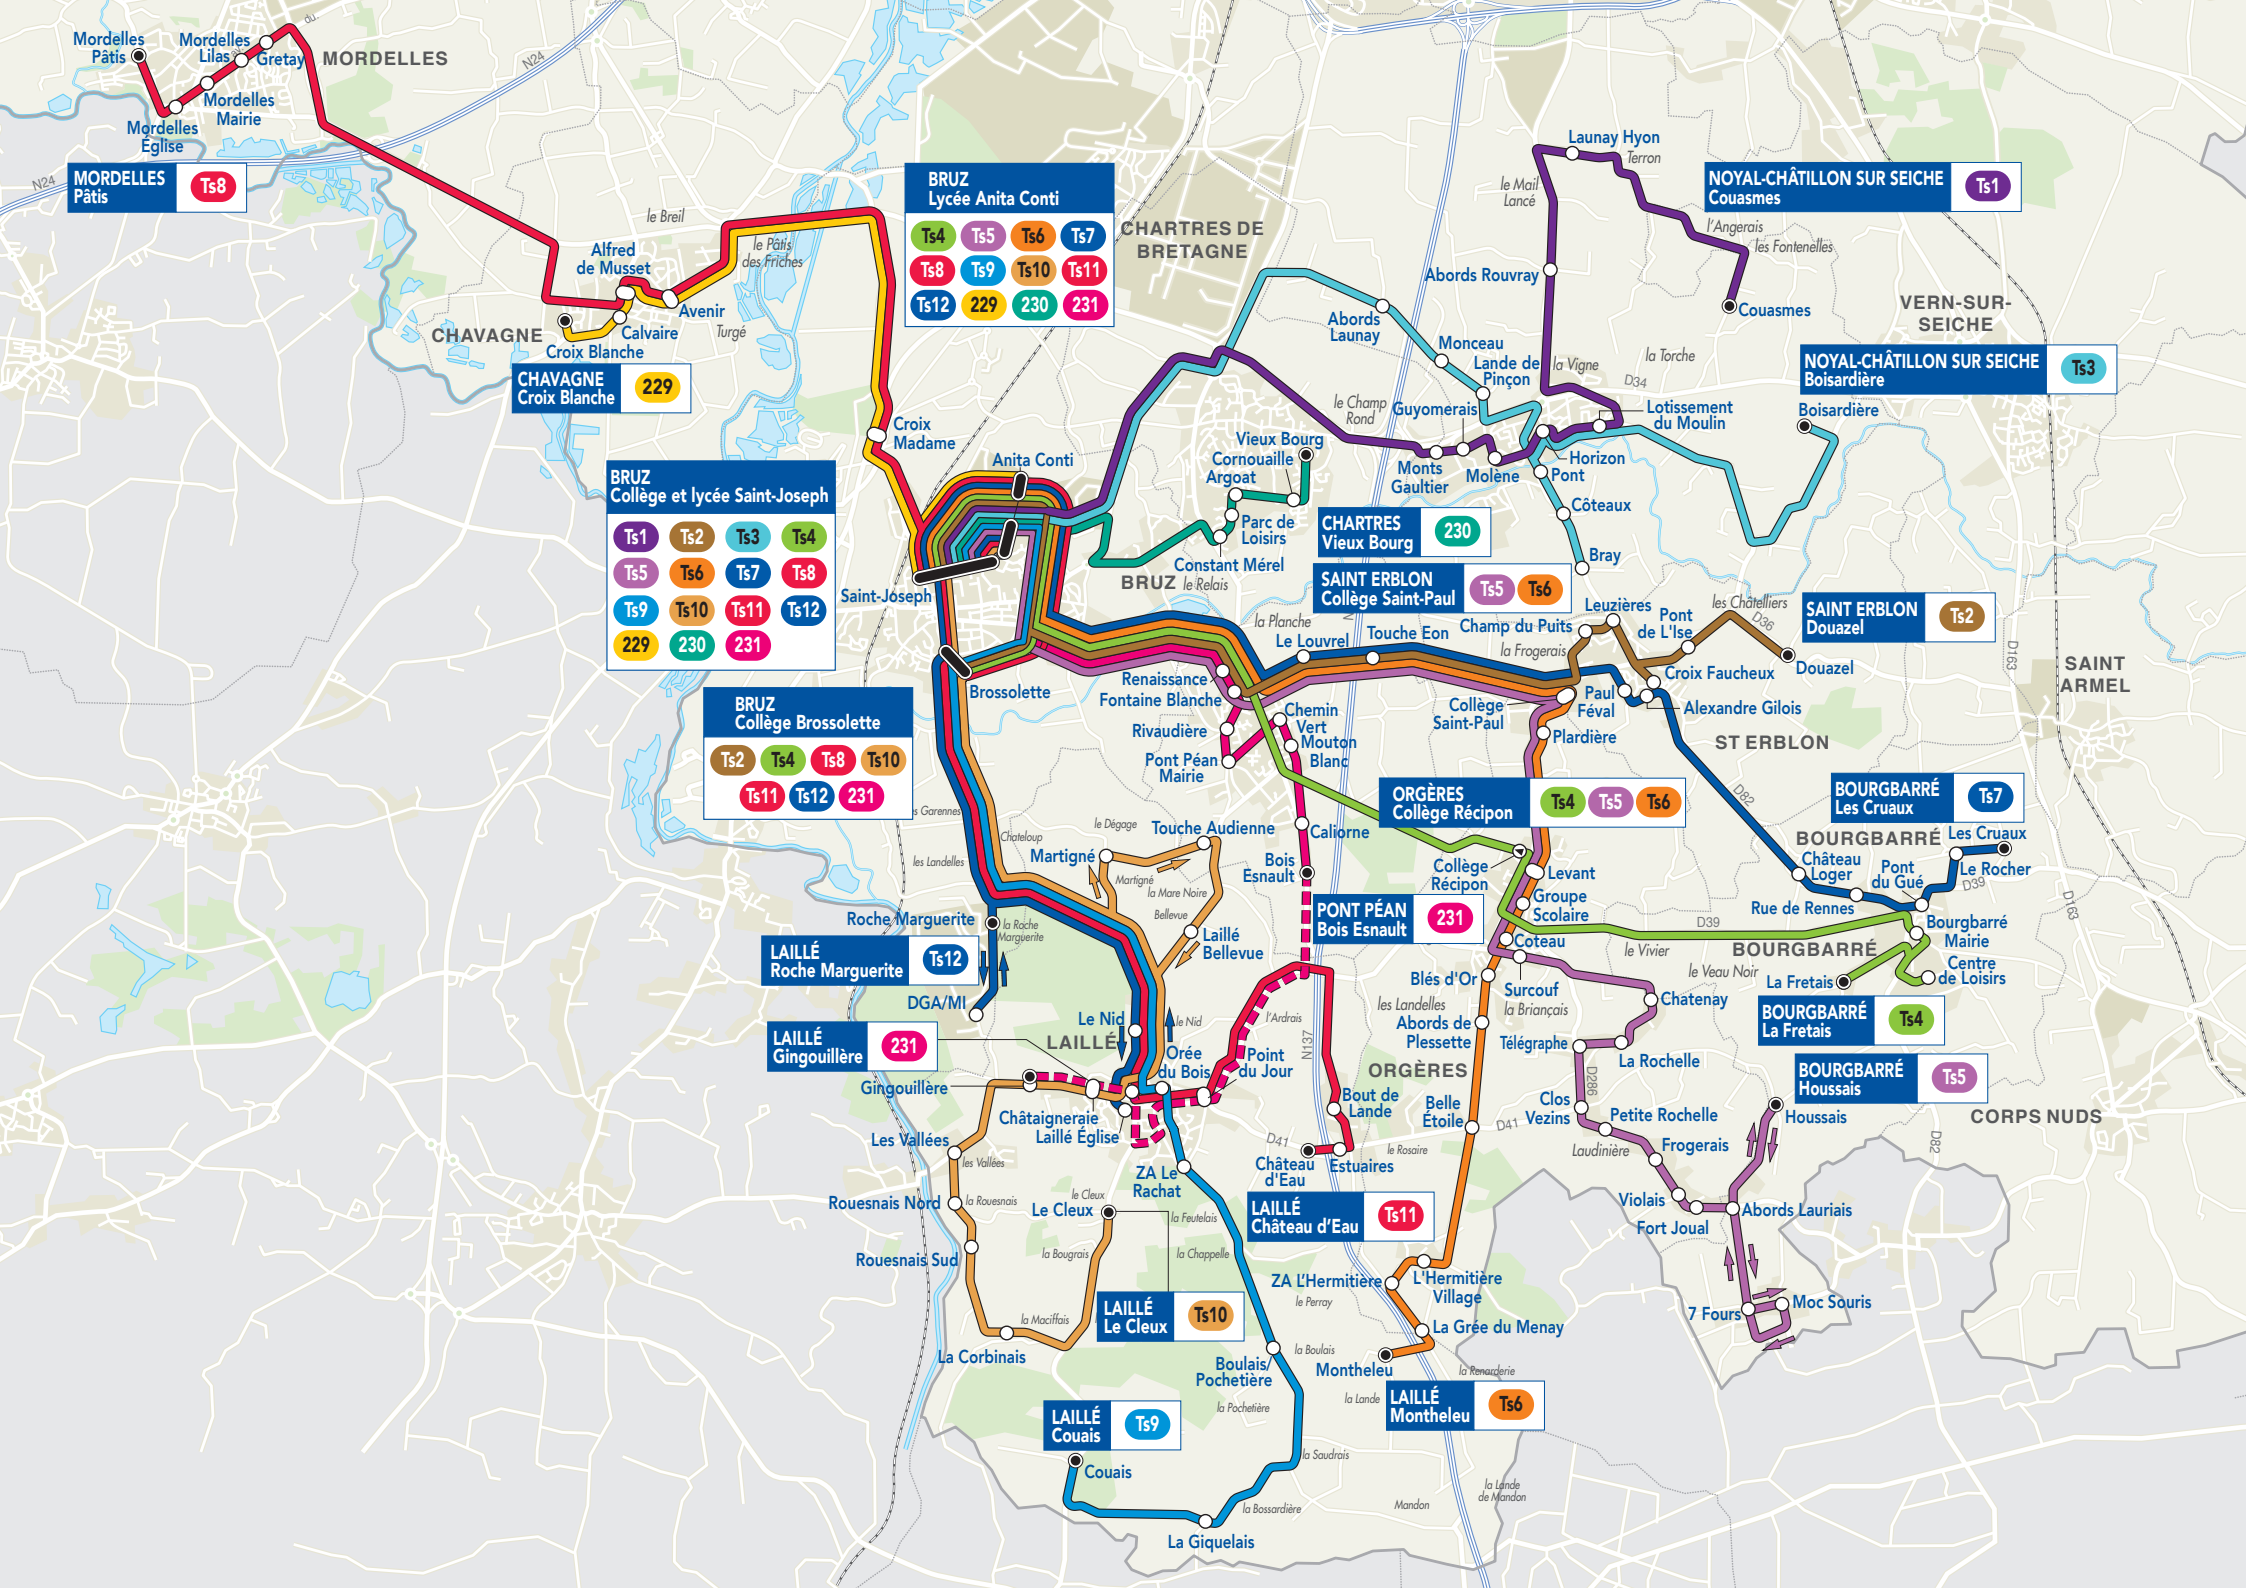 Mordelles
Pâtis
Mordelles
Lilas
Gretay
MORDELLES
du
N24
Mordelles
Mairie
Mordelles
Église
N24
MORDELLES
Pâtis
Ts8
le Breil
le Pâtis
des Friches
Alfred
de Musset
Avenir
Turgé
Calvaire
CHAVAGNE
Croix Blanche
CHAVAGNE
Croix Blanche
229
BRUZ
Lycée Anita Conti
Ts4 Ts5 Ts6 Ts7
Ts8 Ts9 Ts10 Ts11
Ts12 229 230 231
CHARTRES DE
BRETAGNE
Launay Hyon
Terron
le Mail
Lancé
NOYAL-CHÂTILLON SUR SEICHE
Couasmes
Ts1
l'Angerais
les Fontenelles
Abords Rouvray
Couasmes
VERN-SUR-
SEICHE
Abords
Launay
Monceau
Lande de
Pinçon
la Vigne
la Torche
D34
NOYAL-CHÂTILLON SUR SEICHE
Boisardière
Ts3
Boisardière
le Champ
Rond
Guyomerais
Lotissement
du Moulin
Horizon
Pont
Monts
Gaultier
Molène
Côteaux
Bray
Croix
Madame
Anita Conti
Vieux Bourg
Cornouaille
Argoat
Parc de
Loisirs
Constant Mérel
BRUZ
le Relais
CHARTRES
Vieux Bourg
230
BRUZ
Collège et lycée Saint-Joseph
Ts1 Ts2 Ts3 Ts4
Ts5 Ts6 Ts7 Ts8
Ts9 Ts10 Ts11 Ts12
229 230 231
Saint-Joseph
SAINT ERBLON
Collège Saint-Paul
Ts5 Ts6
la Planche
N
Le Louvrel
Touche Eon
Champ du Puits
la Frogerais
Leuzières
Pont
de L'Ise
les Châtelliers
D36
SAINT ERBLON
Douazel
Ts2
Douazel
Croix Faucheux
D163
SAINT
ARMEL
Brossolette
Renaissance
Fontaine Blanche
Rivaudière
Pont Péan
Mairie
Chemin
Vert
Mouton
Blanc
Collège
Saint-Paul
Paul
Féval
Alexandre Gilois
Plardière
ST ERBLON
BRUZ
Collège Brossolette
Ts2 Ts4 Ts8 Ts10
Ts11 Ts12 231
s Garennes
ORGÈRES
Collège Récipon
Ts4 Ts5 Ts6
D82
BOURGBARRÉ
Les Cruaux
Ts7
BOURGBARRÉ
Les Cruaux
Le Rocher
D39
Château
Loger
Pont
du Gué
Rue de Rennes
Chateloup
le Dégage
Touche Audienne
Caliorne
les Landelles
Martigné
Martigné
la Mare Noire
Bellevue
Bois
Esnault
Collège
Récipon
Levant
Groupe
Scolaire
Roche Marguerite
la Roche
Marguerite
Laillé
Bellevue
PONT PÉAN
Bois Esnault
231
Coteau
D39
le Vivier
BOURGBARRÉ
Bourgbarré
Mairie
D163
LAILLÉ
Roche Marguerite
Ts12
Blés d'Or
Surcouf
la Briançais
le Veau Noir
La Fretais
Centre
de Loisirs
DGA/MI
les Landelles
Chatenay
BOURGBARRÉ
La Fretais
Ts4
Le Nid
le Nid
l'Ardrais
Abords de
Plessette
LAILLÉ
Gingouillère
231
LAILLÉ
Orée
du Bois
Point
du Jour
N137
Télégraphe
La Rochelle
ORGÈRES
BOURGBARRÉ
Houssais
Ts5
Gingouillère
D286
Châtaigneraie
Laillé Église
Bout de
Lande
Belle
Étoile
D41
Clos
Vezins
Petite Rochelle
Houssais
CORPS NUDS
D82
Les Vallées
les Vallées
D41
le Rosaire
Laudinière
Frogerais
ZA Le
Rachat
Château
d'Eau
Estuaires
Rouesnais Nord
la Rouesnais
le Cleux
Le Cleux
la Feutelais
LAILLÉ
Château d'Eau
Ts11
Violais
Fort Joual
Abords Lauriais
Rouesnais Sud
la Bougrais
la Chappelle
ZA L'Hermitière
L'Hermitière
Village
le Perray
LAILLÉ
Le Cleux
Ts10
la Maciffais
La Corbinais
7 Fours
Moc Souris
La Grée du Menay
la Boulais
Boulais/
Pochetière
Montheleu
la Renarderie
la Lande
LAILLÉ
Montheleu
Ts6
la Pochetière
LAILLÉ
Couais
Ts9
Couais
la Saudrais
la Lande
de Mandon
Mandon
la Bossardière
La Giquelais